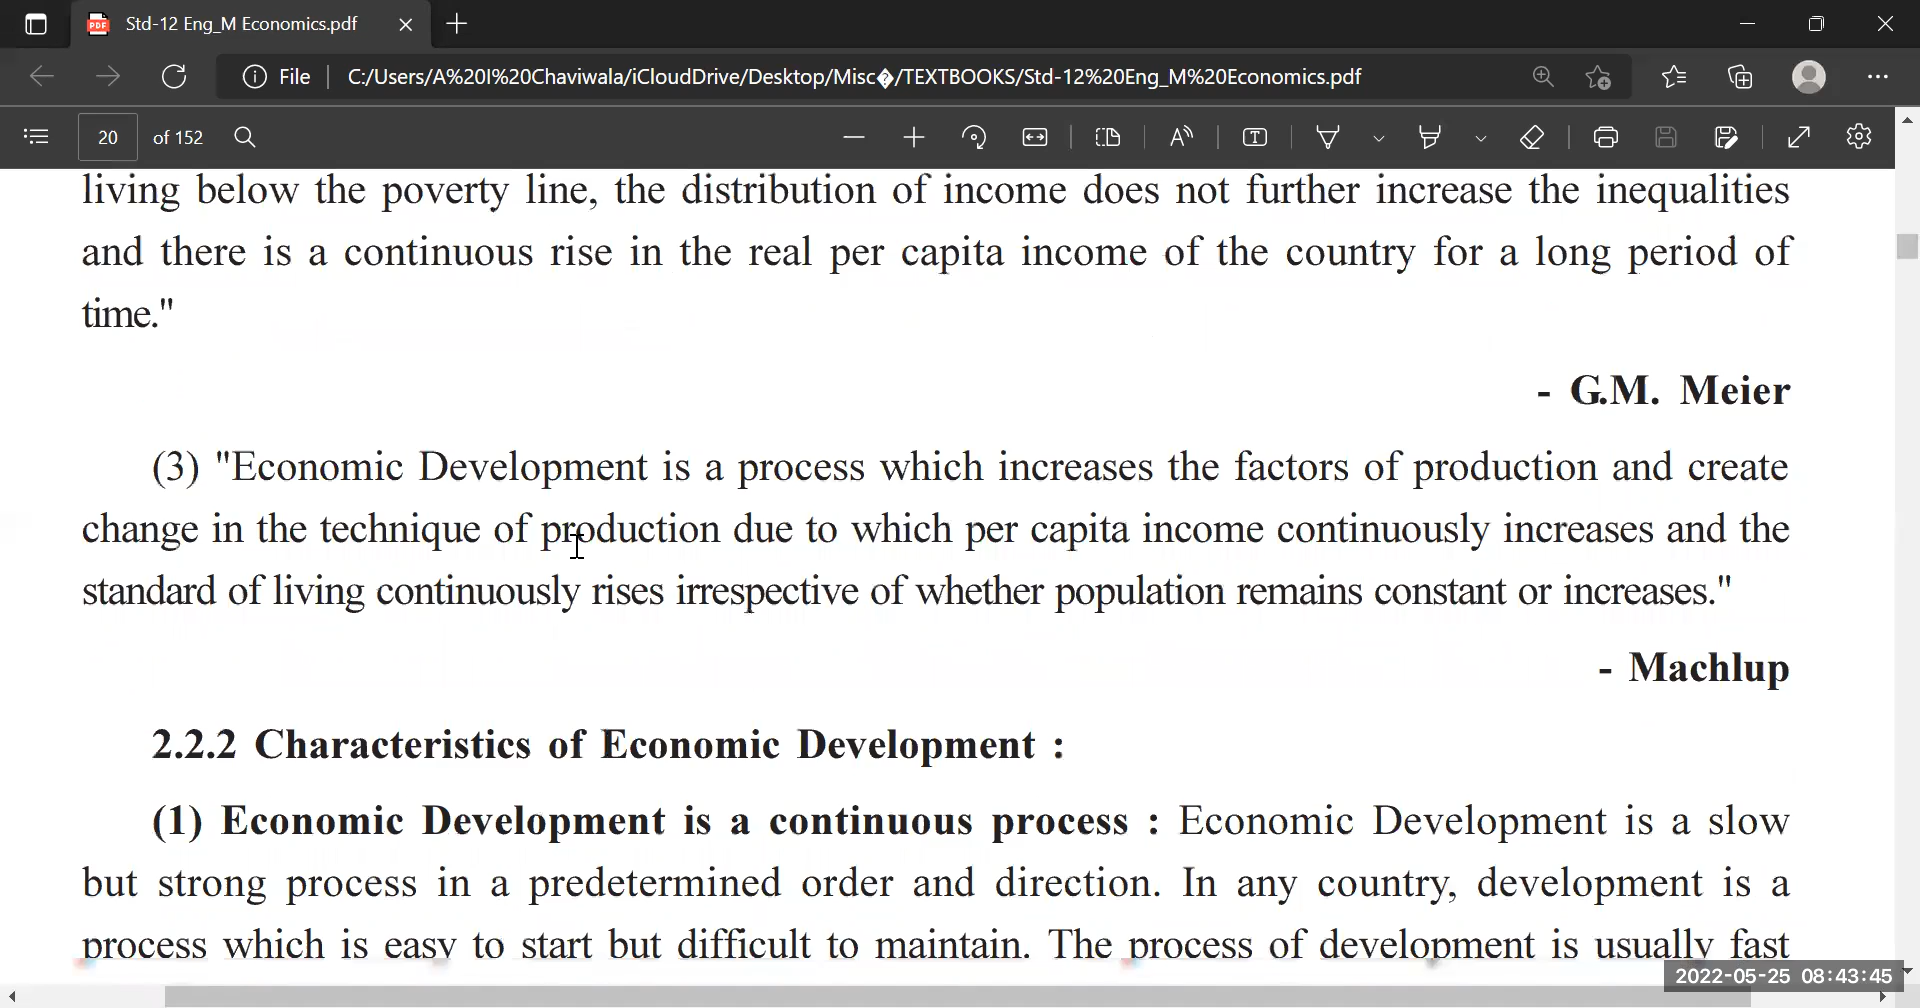 Std-12 Eng_M Economics.pdf
File C:/Users/A%20I%20Chaviwala/iCloudDrive/Desktop/Misc�/TEXTBOOKS/Std-12%20Eng_M%20Economics.pdf
20 of 152
living below the poverty line, the distribution of income does not further increase the inequalities
and there is a continuous rise in the real per capita income of the country for a long period of
time."
- G.M. Meier
(3) "Economic Development is a process which increases the factors of production and create
change in the technique of production due to which per capita income continuously increases and the
standard of living continuously rises irrespective of whether population remains constant or increases."
- Machlup
2.2.2 Characteristics of Economic Development :
(1) Economic Development is a continuous process : Economic Development is a slow
but strong process in a predetermined order and direction. In any country, development is a
process which is easy to start but difficult to maintain. The process of development is usually fast
2022-05-25 08:43:45